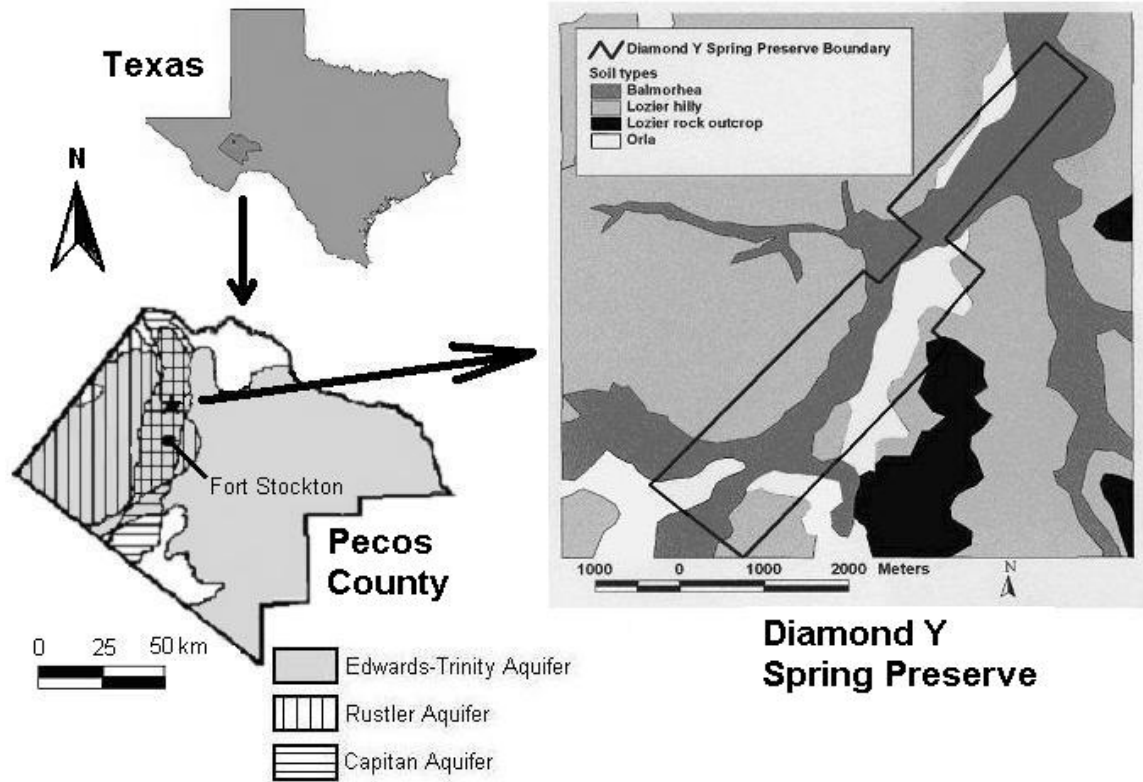 Texas
N
Fort Stockton
Pecos
County
0 25 50 km
Edwards-Trinity Aquifer
Rustler Aquifer
Capitan Aquifer
Diamond Y Spring Preserve Boundary
Soil types
Balmorhea
Lozier hilly
Lozier rock outcrop
Orla
1000 0 1000 2000 Meters
N
Diamond Y
Spring Preserve